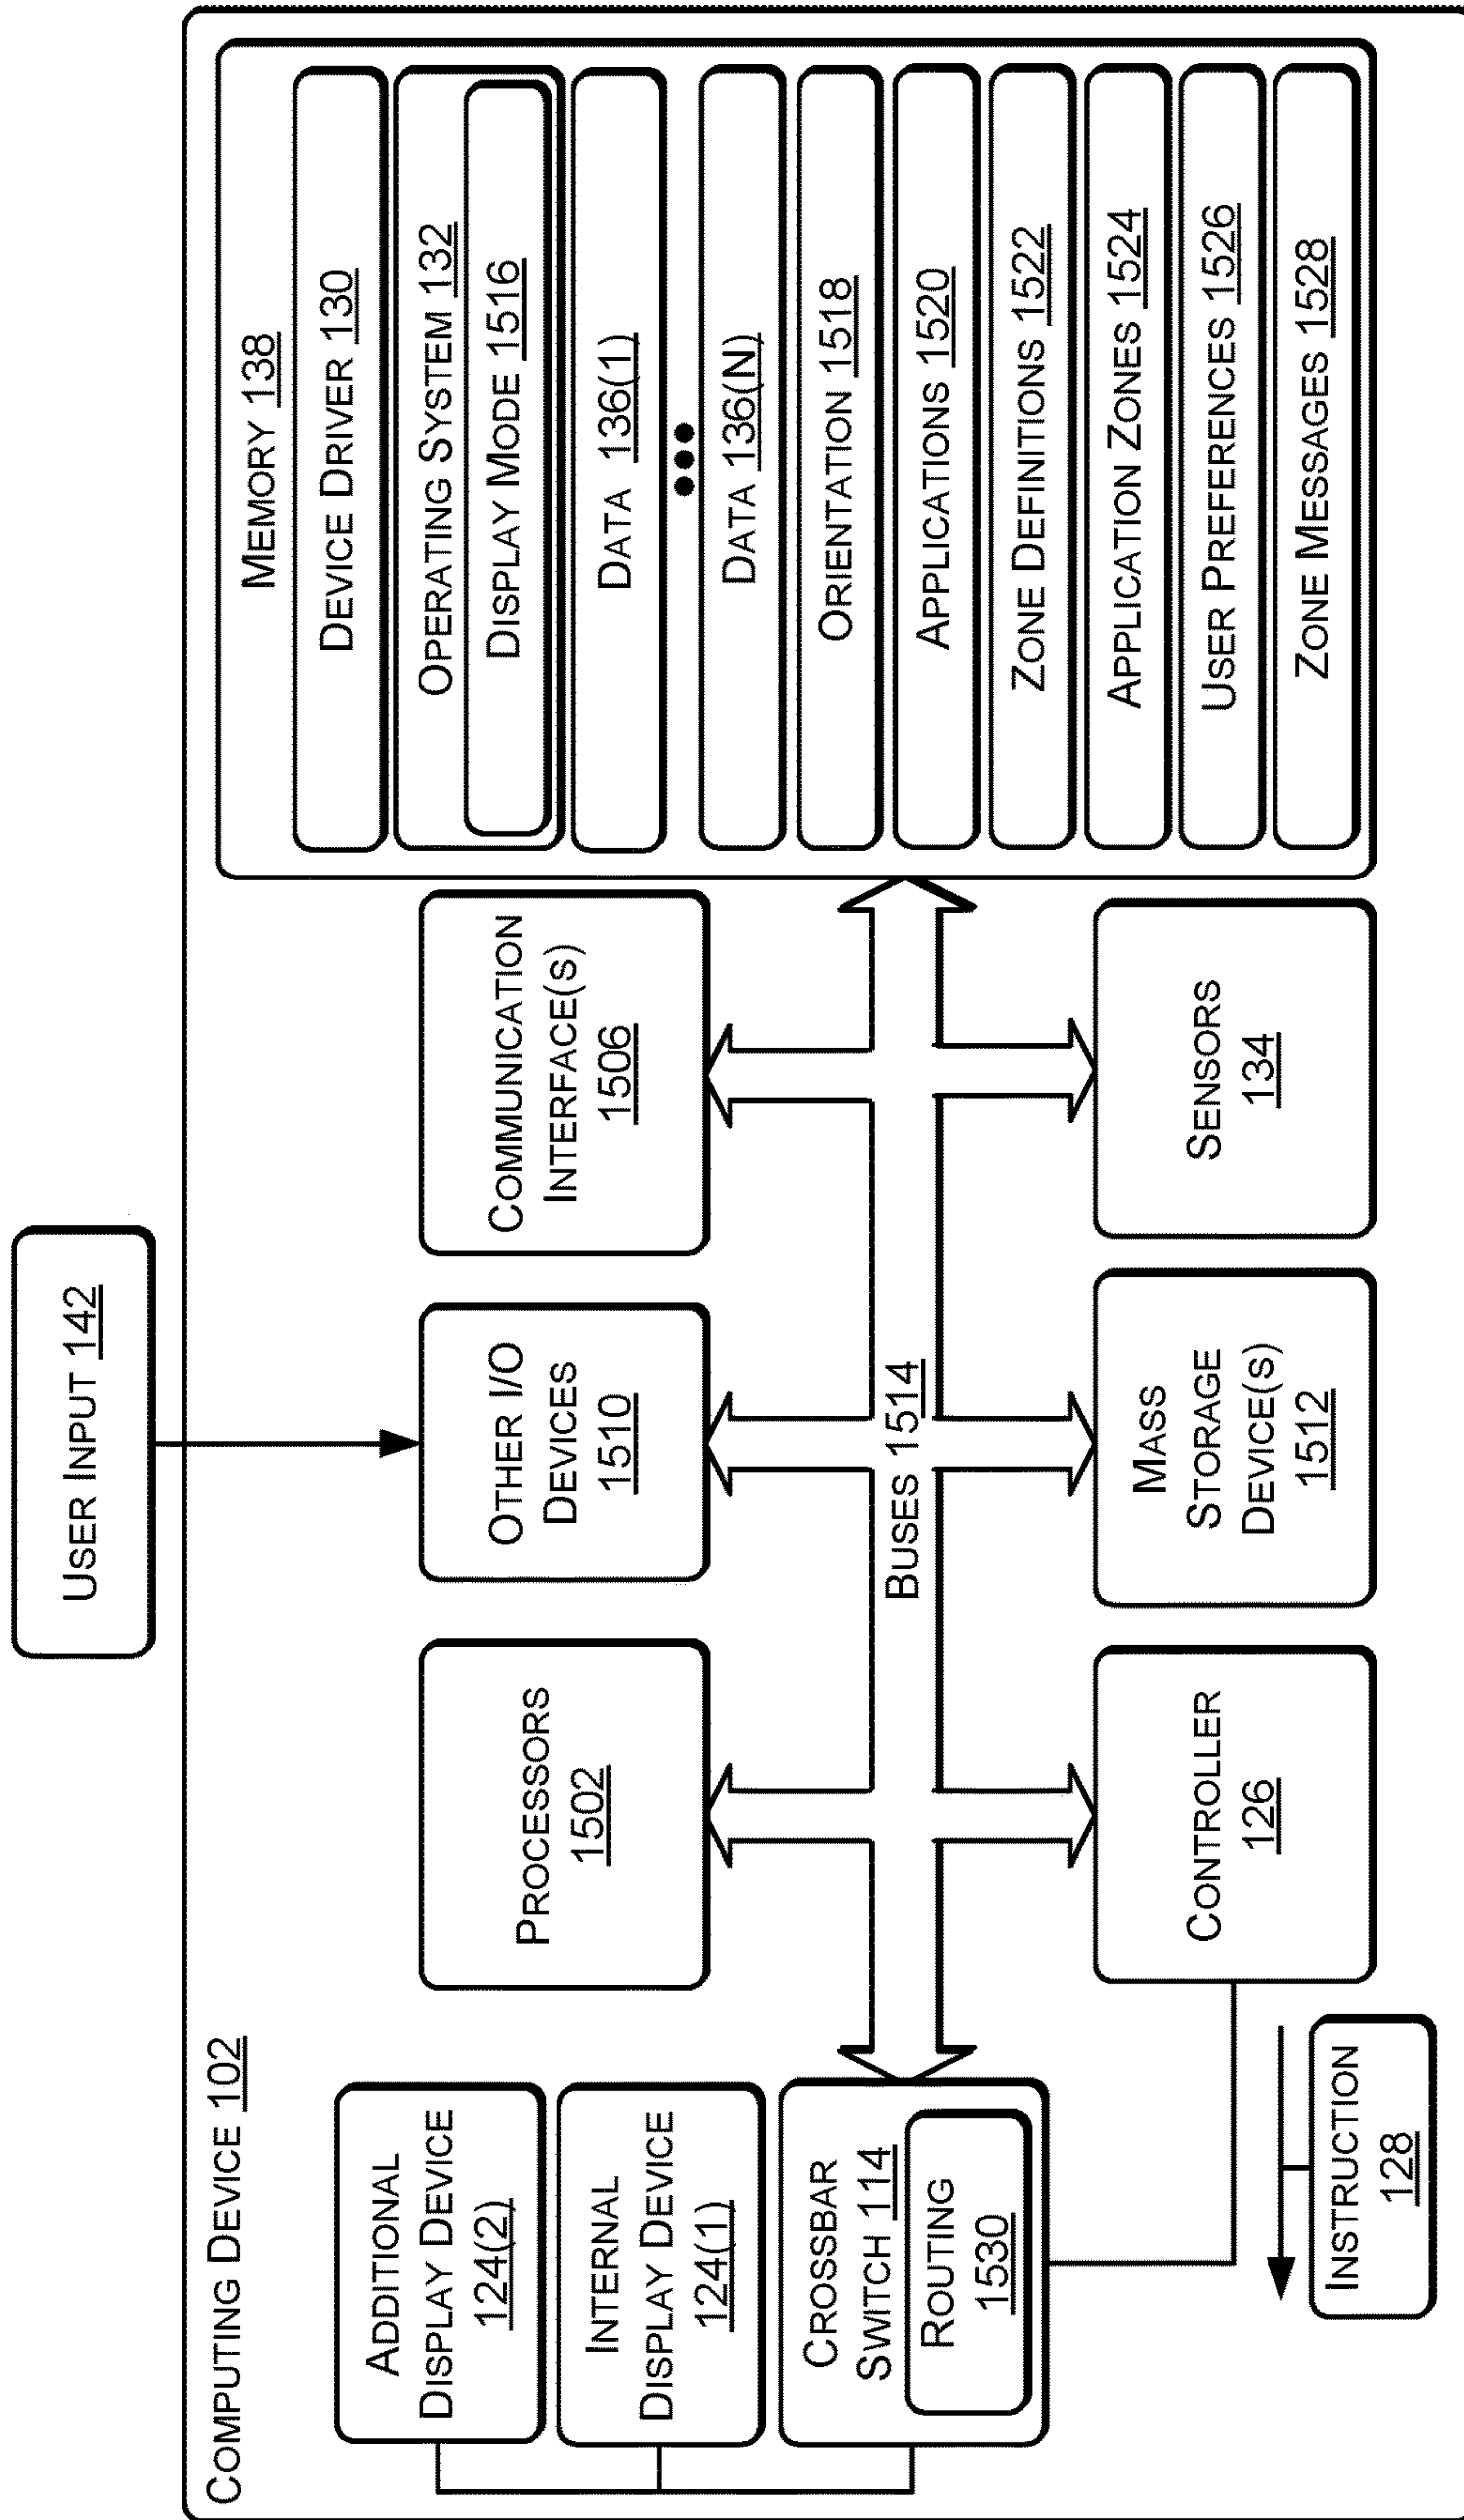 USER INPUT 142
COMPUTING DEVICE 102
ADDITIONAL
DISPLAY DEVICE
124(2)
INTERNAL
DISPLAY DEVICE
124(1)
CROSSBAR
SWITCH 114
ROUTING
1530
PROCESSORS
1502
OTHER I/O
DEVICES
1510
COMMUNICATION
INTERFACE(S)
1506
BUSES 1514
CONTROLLER
126
MASS
STORAGE
DEVICE(S)
1512
SENSORS
134
INSTRUCTION
128
MEMORY 138
DEVICE DRIVER 130
OPERATING SYSTEM 132
DISPLAY MODE 1516
DATA 136(1)
DATA 136(N)
ORIENTATION 1518
APPLICATIONS 1520
ZONE DEFINITIONS 1522
APPLICATION ZONES 1524
USER PREFERENCES 1526
ZONE MESSAGES 1528